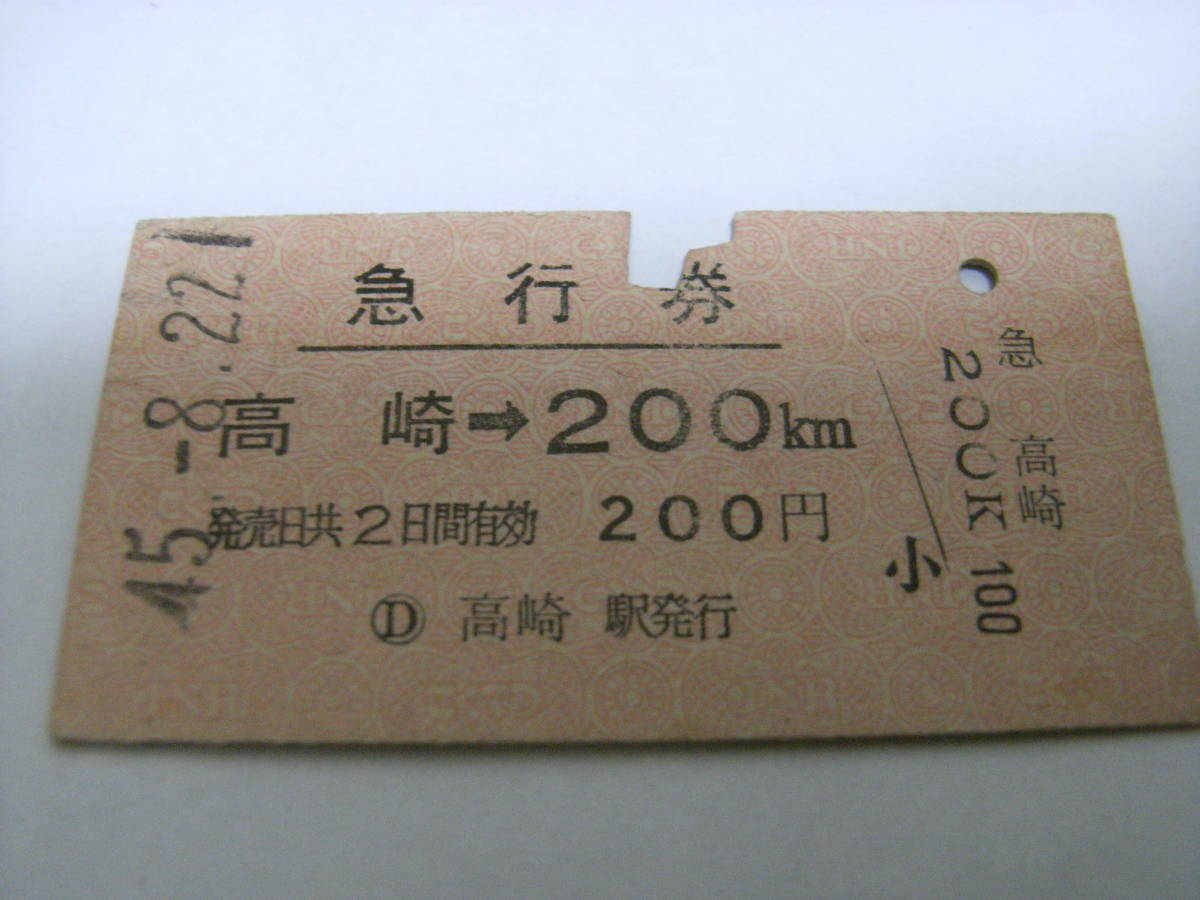 45.-8.22
急行券
高崎➡200km
発売日共2日間有効 200円
Ⓓ 高崎 駅発行
小
急 高崎
200K 100